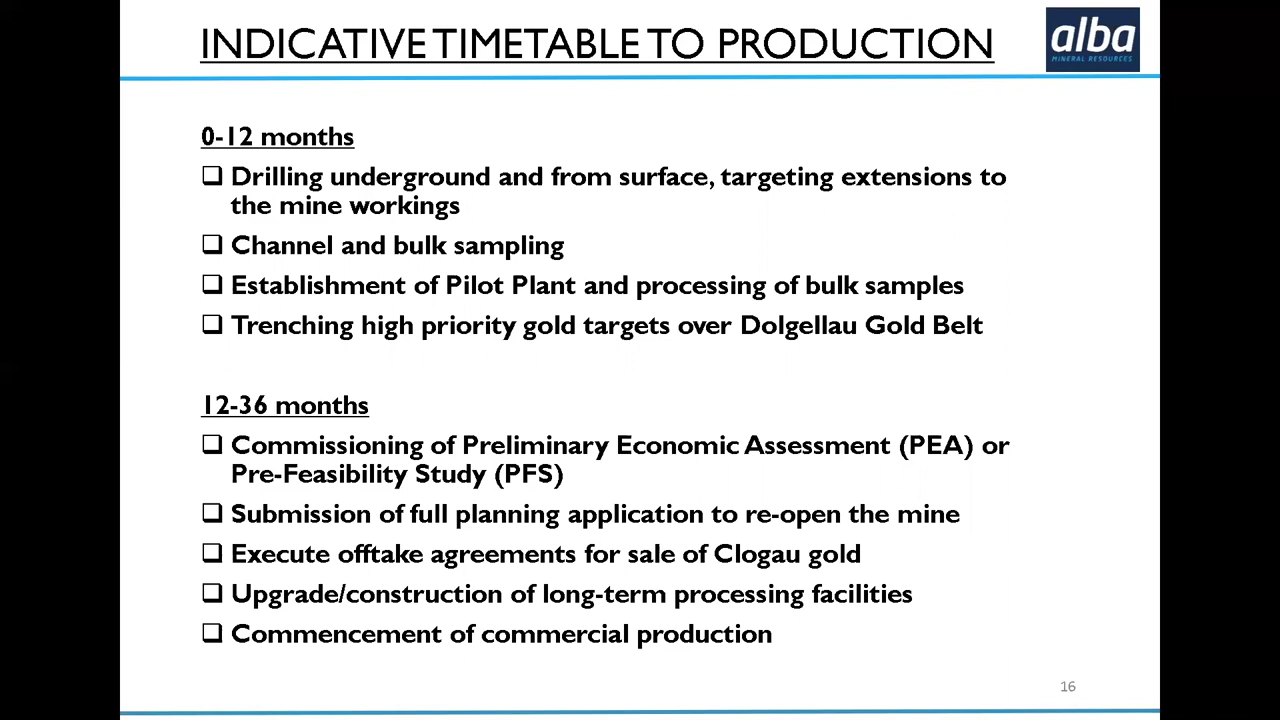 INDICATIVE TIMETABLE TO PRODUCTION
alba
MINERAL RESOURCES
0-12 months
Drilling underground and from surface, targeting extensions to
the mine workings
Channel and bulk sampling
Establishment of Pilot Plant and processing of bulk samples
Trenching high priority gold targets over Dolgellau Gold Belt
12-36 months
Commissioning of Preliminary Economic Assessment (PEA) or
Pre-Feasibility Study (PFS)
Submission of full planning application to re-open the mine
Execute offtake agreements for sale of Clogau gold
Upgrade/construction of long-term processing facilities
Commencement of commercial production
16